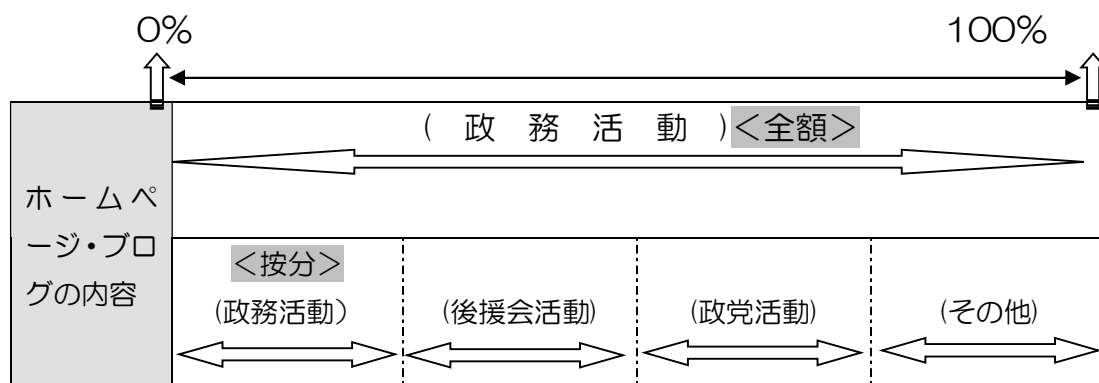 0% 100%
(政務活動)<全額>
ホームペ
ージ・ブロ
グの内容
<按分>
(政務活動) (後援会活動) (政党活動) (その他)